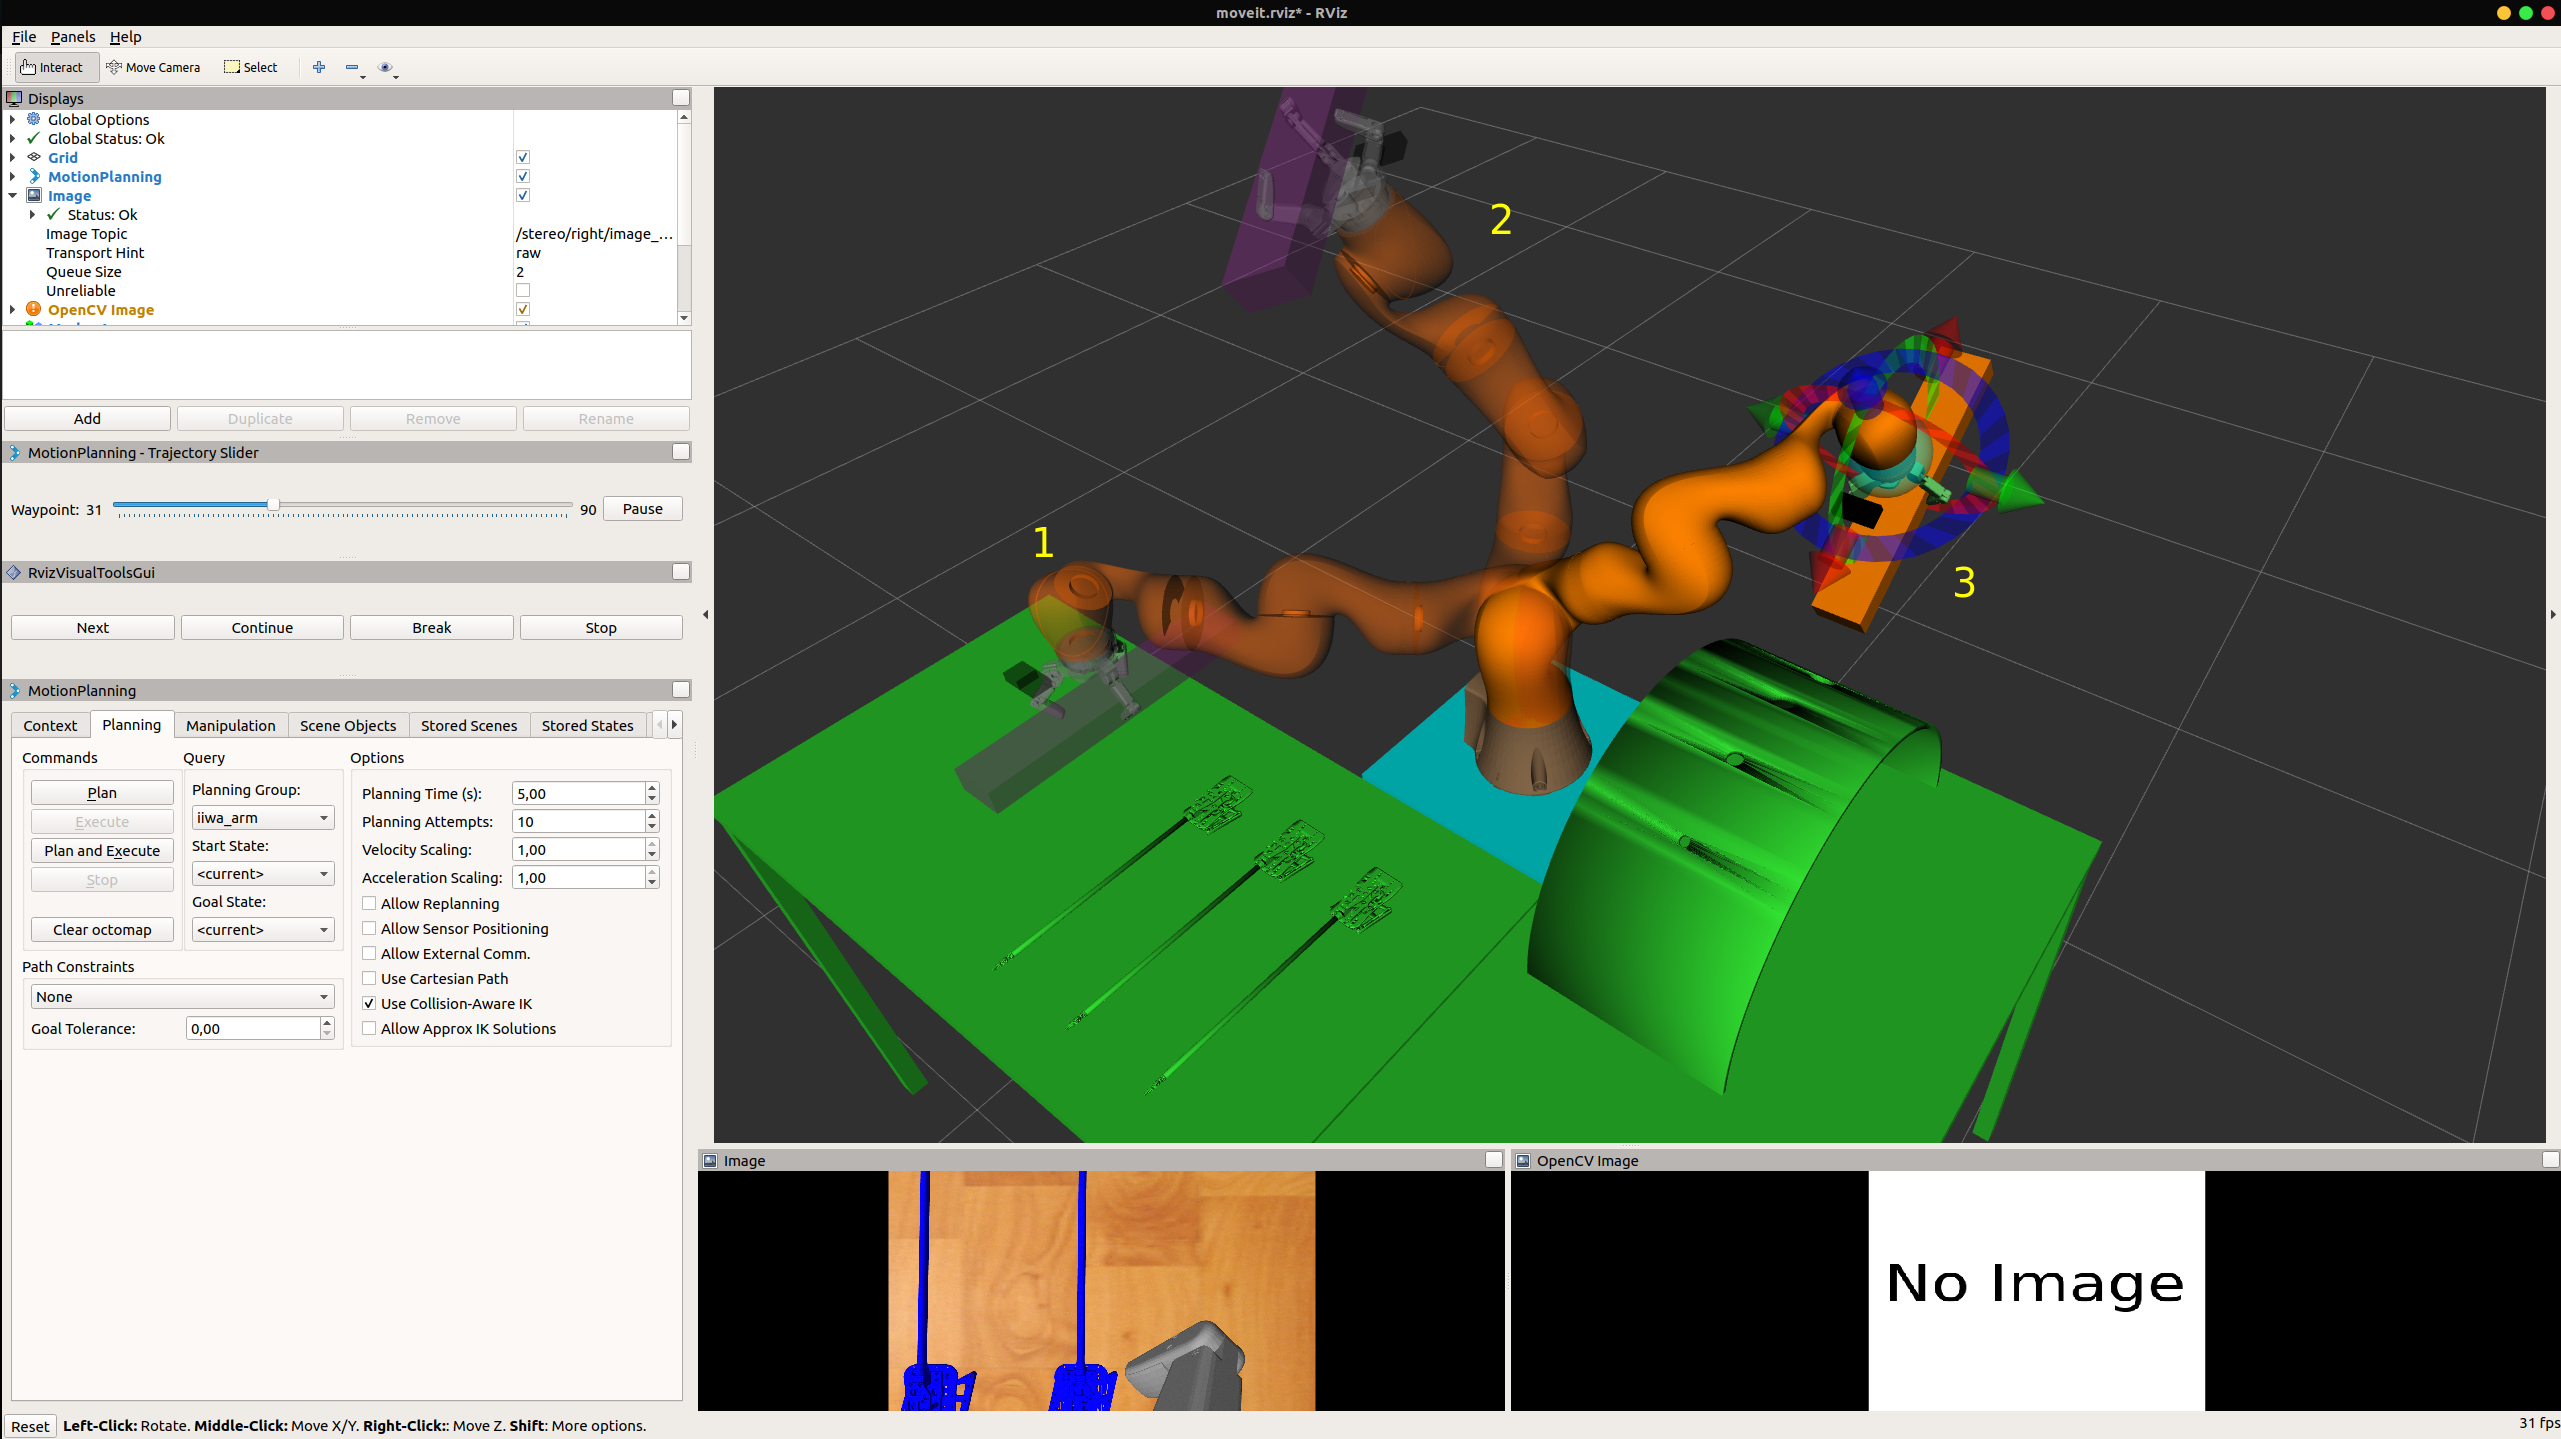 moveit.rviz* - RViz
File Panels Help
Interact Move Camera Select
Displays
Global Options
Global Status: Ok
Grid
MotionPlanning
Image
Status: Ok
Image Topic /stereo/right/image_...
Transport Hint raw
Queue Size 2
Unreliable
OpenCV Image
Add Duplicate Remove Rename
MotionPlanning - Trajectory Slider
Waypoint: 31 90 Pause
RvizVisualToolsGui
Next Continue Break Stop
MotionPlanning
Context Planning Manipulation Scene Objects Stored Scenes Stored States
Commands Query Options
Plan
Execute
Plan and Execute
Stop
Clear octomap
Planning Group:
iiwa_arm
Start State:
<current>
Goal State:
<current>
Planning Time (s): 5,00
Planning Attempts: 10
Velocity Scaling: 1,00
Acceleration Scaling: 1,00
Allow Replanning
Allow Sensor Positioning
Allow External Comm.
Use Cartesian Path
Use Collision-Aware IK
Allow Approx IK Solutions
Path Constraints
None
Goal Tolerance: 0,00
1
2
3
Image
OpenCV Image
No Image
Reset Left-Click: Rotate. Middle-Click: Move X/Y. Right-Click:: Move Z. Shift: More options.
31 fps